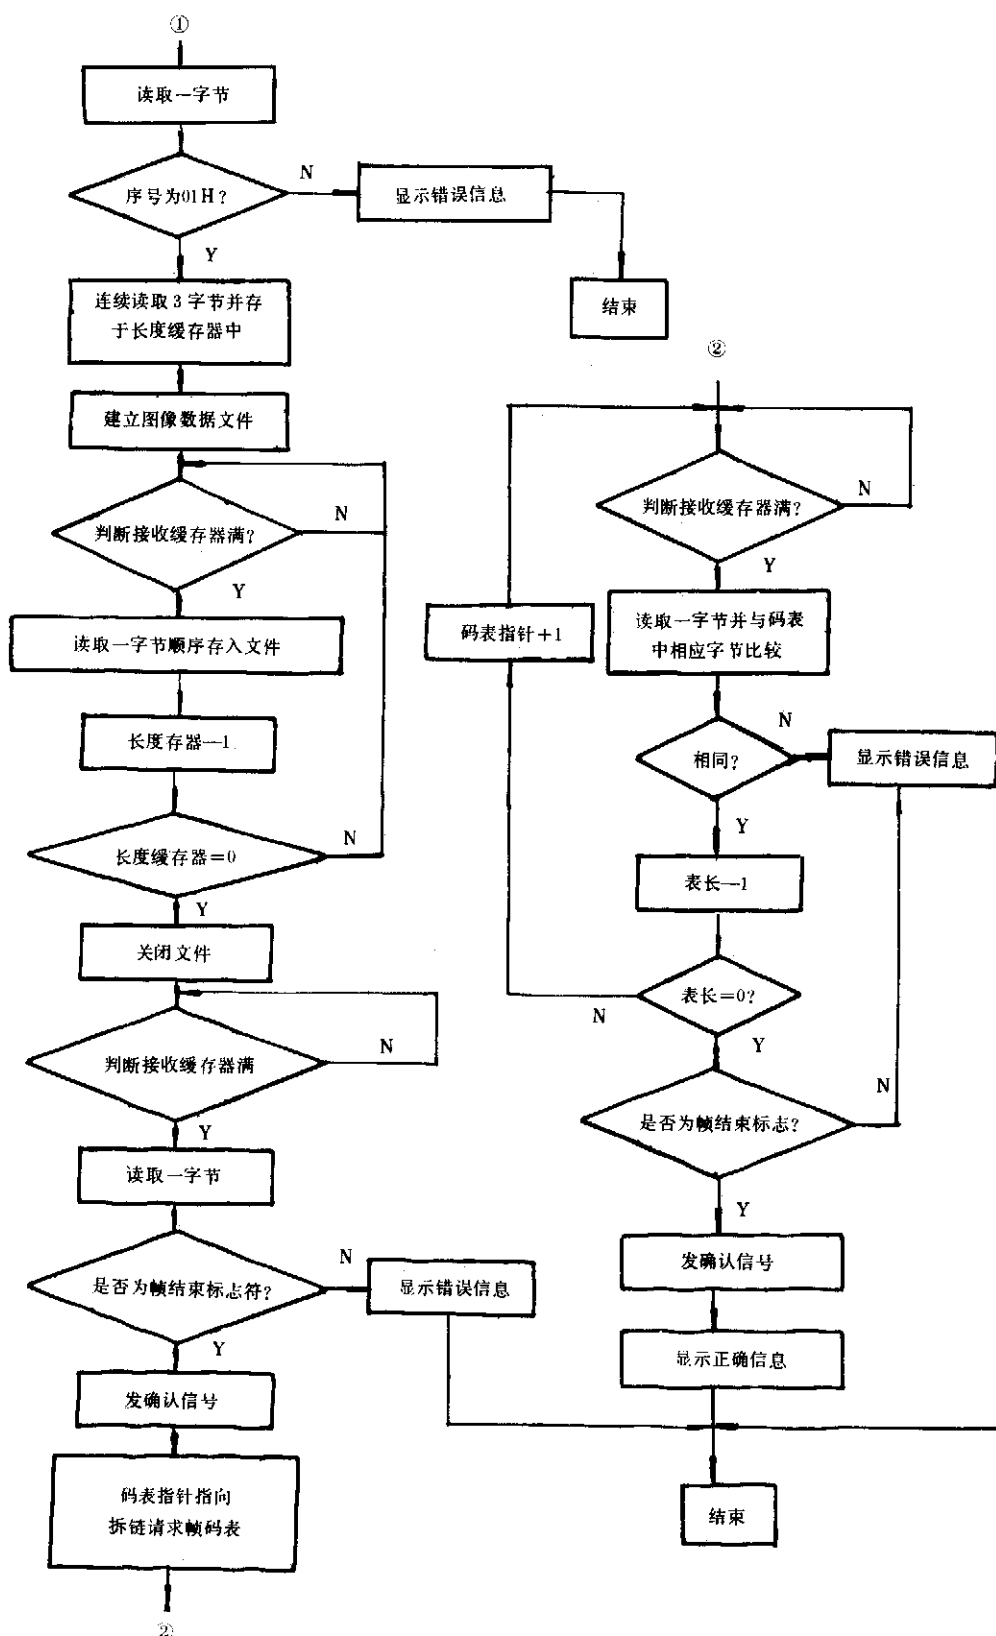 ①
读取一字节
序号为01H?
N
显示错误信息
结束
Y
连续读取3字节并存
于长度缓存器中
建立图像数据文件
判断接收缓存器满?
N
Y
读取一字节顺序存入文件
长度存器—1
长度缓存器=0
N
Y
关闭文件
判断接收缓存器满
N
Y
读取一字节
是否为帧结束标志符?
N
显示错误信息
Y
发确认信号
码表指针指向
拆链请求帧码表
②
②
判断接收缓存器满?
N
Y
码表指针+1
读取一字节并与码表
中相应字节比较
相同?
N
显示错误信息
Y
表长—1
表长=0?
N
Y
是否为帧结束标志?
N
Y
发确认信号
显示正确信息
结束